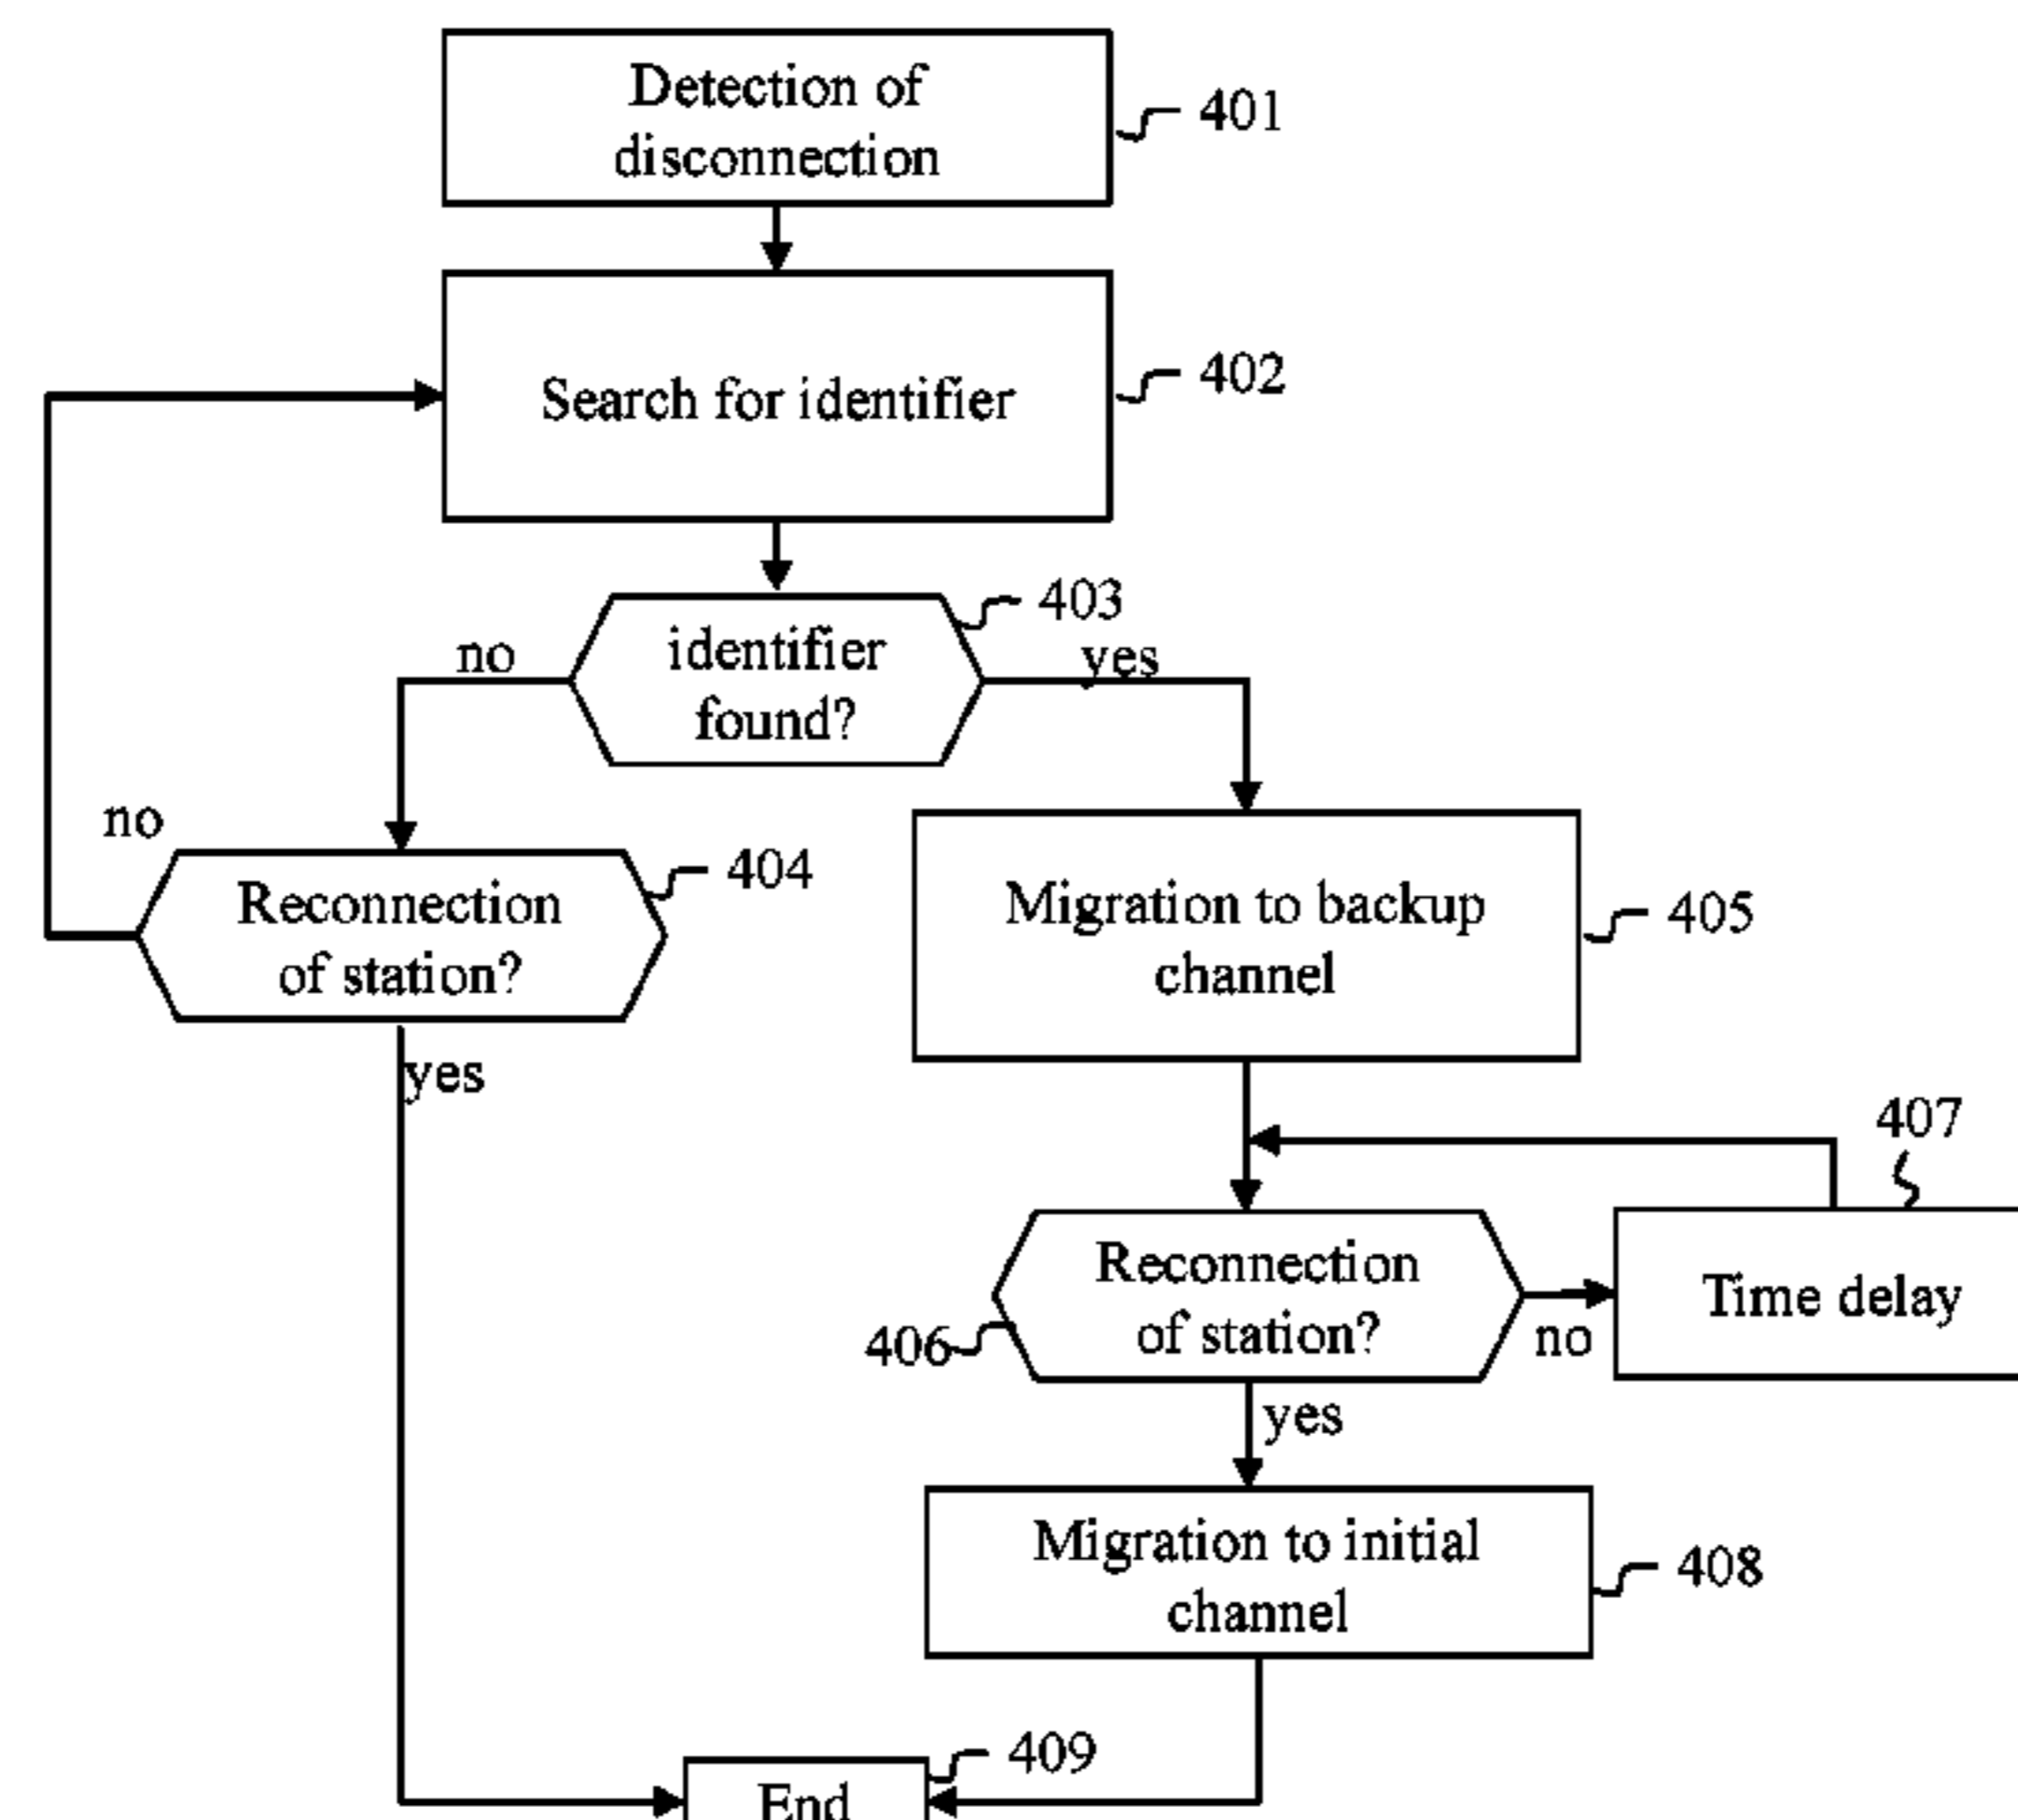 Detection of
disconnection
401
Search for identifier
402
403
identifier
found?
no
yes
no
Reconnection
of station?
404
yes
Migration to backup
channel
405
407
Time delay
Reconnection
of station?
406
no
yes
Migration to initial
channel
408
409
End